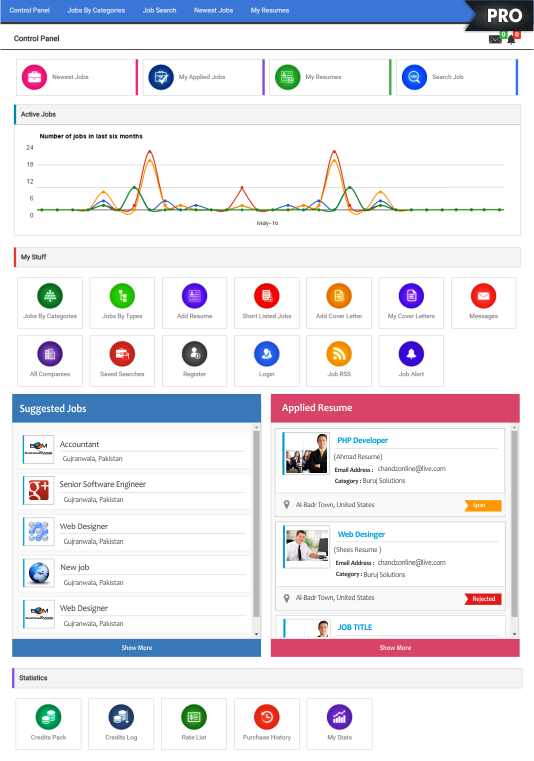 Control Panel Jobs By Categories Job Search Newest Jobs My Resumes
PRO
Control Panel
0 0
Newest Jobs My Applied Jobs My Resumes Search Job
Active Jobs
Number of jobs in last six months
24
18
12
6
0
May-16
My Stuff
Jobs By Categories Jobs By Types Add Resume Short Listed Jobs Add Cover Letter My Cover Letters Messages
All Companies Saved Searches Register Login Job RSS Job Alert
Suggested Jobs
Accountant
Gujranwala, Pakistan
Senior Software Engineer
Gujranwala, Pakistan
Web Designer
Gujranwala, Pakistan
New job
Gujranwala, Pakistan
Web Designer
Gujranwala, Pakistan
Show More
Applied Resume
PHP Developer
(Ahmad Resume)
Email Address : chandzonline@live.com
Category : Buruj Solutions
Al-Badr Town, United States
Span
Web Desinger
(Shees Resume )
Email Address : chandzonline@live.com
Category : Buruj Solutions
Al-Badr Town, United States
Rejected
JOB TITLE
Show More
Statistics
Credits Pack Credits Log Rate List Purchase History My Stats